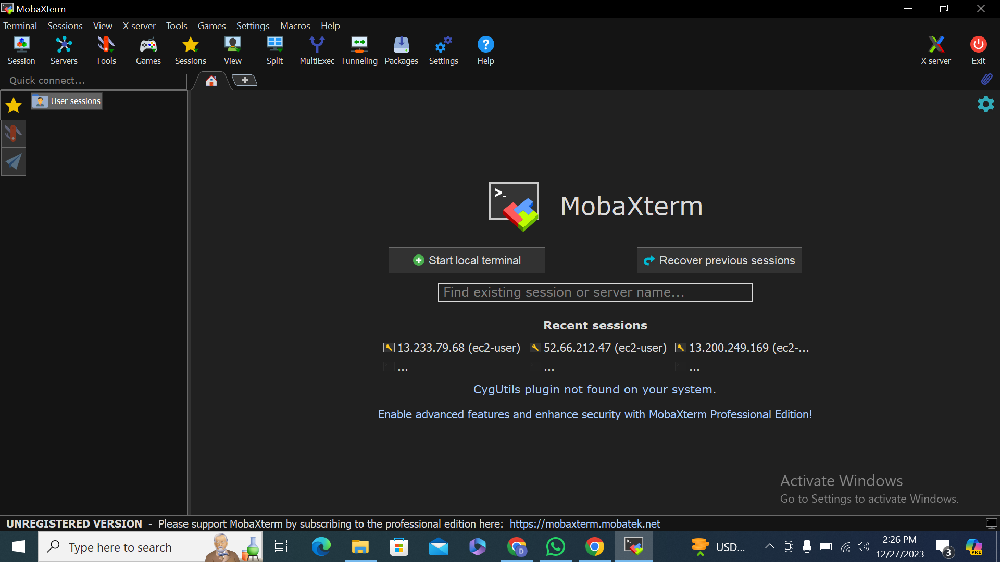 MobaXterm
Terminal Sessions View X server Tools Games Settings Macros Help
Session Servers Tools Games Sessions View Split MultiExec Tunneling Packages Settings Help X server Exit
Quick connect...
User sessions
>_ MobaXterm
Start local terminal Recover previous sessions
Find existing session or server name...
Recent sessions
13.233.79.68 (ec2-user) 52.66.212.47 (ec2-user) 13.200.249.169 (ec2-...
... ... ...
CygUtils plugin not found on your system.
Enable advanced features and enhance security with MobaXterm Professional Edition!
Activate Windows
Go to Settings to activate Windows.
UNREGISTERED VERSION - Please support MobaXterm by subscribing to the professional edition here: https://mobaxterm.mobatek.net
Type here to search
D
USD...
2:26 PM
12/27/2023
3
PRE